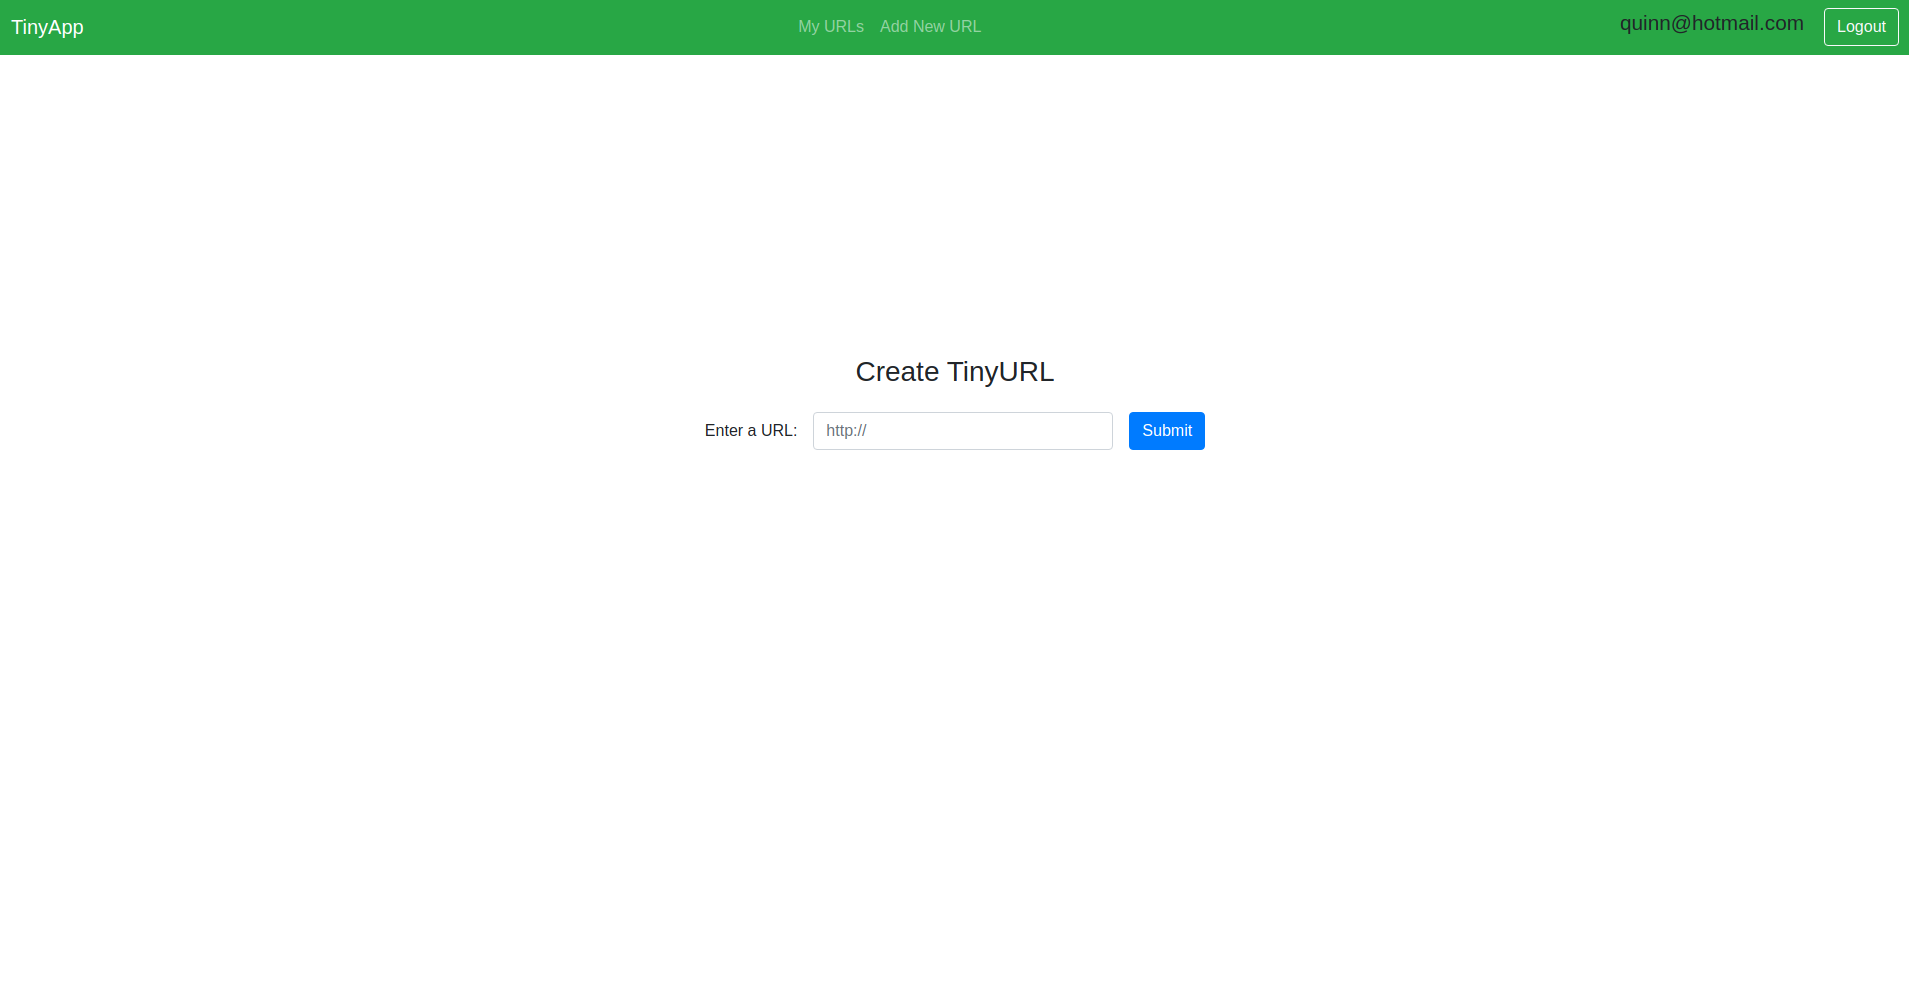 TinyApp My URLs Add New URL quinn@hotmail.com Logout
Create TinyURL
Enter a URL: http:// Submit